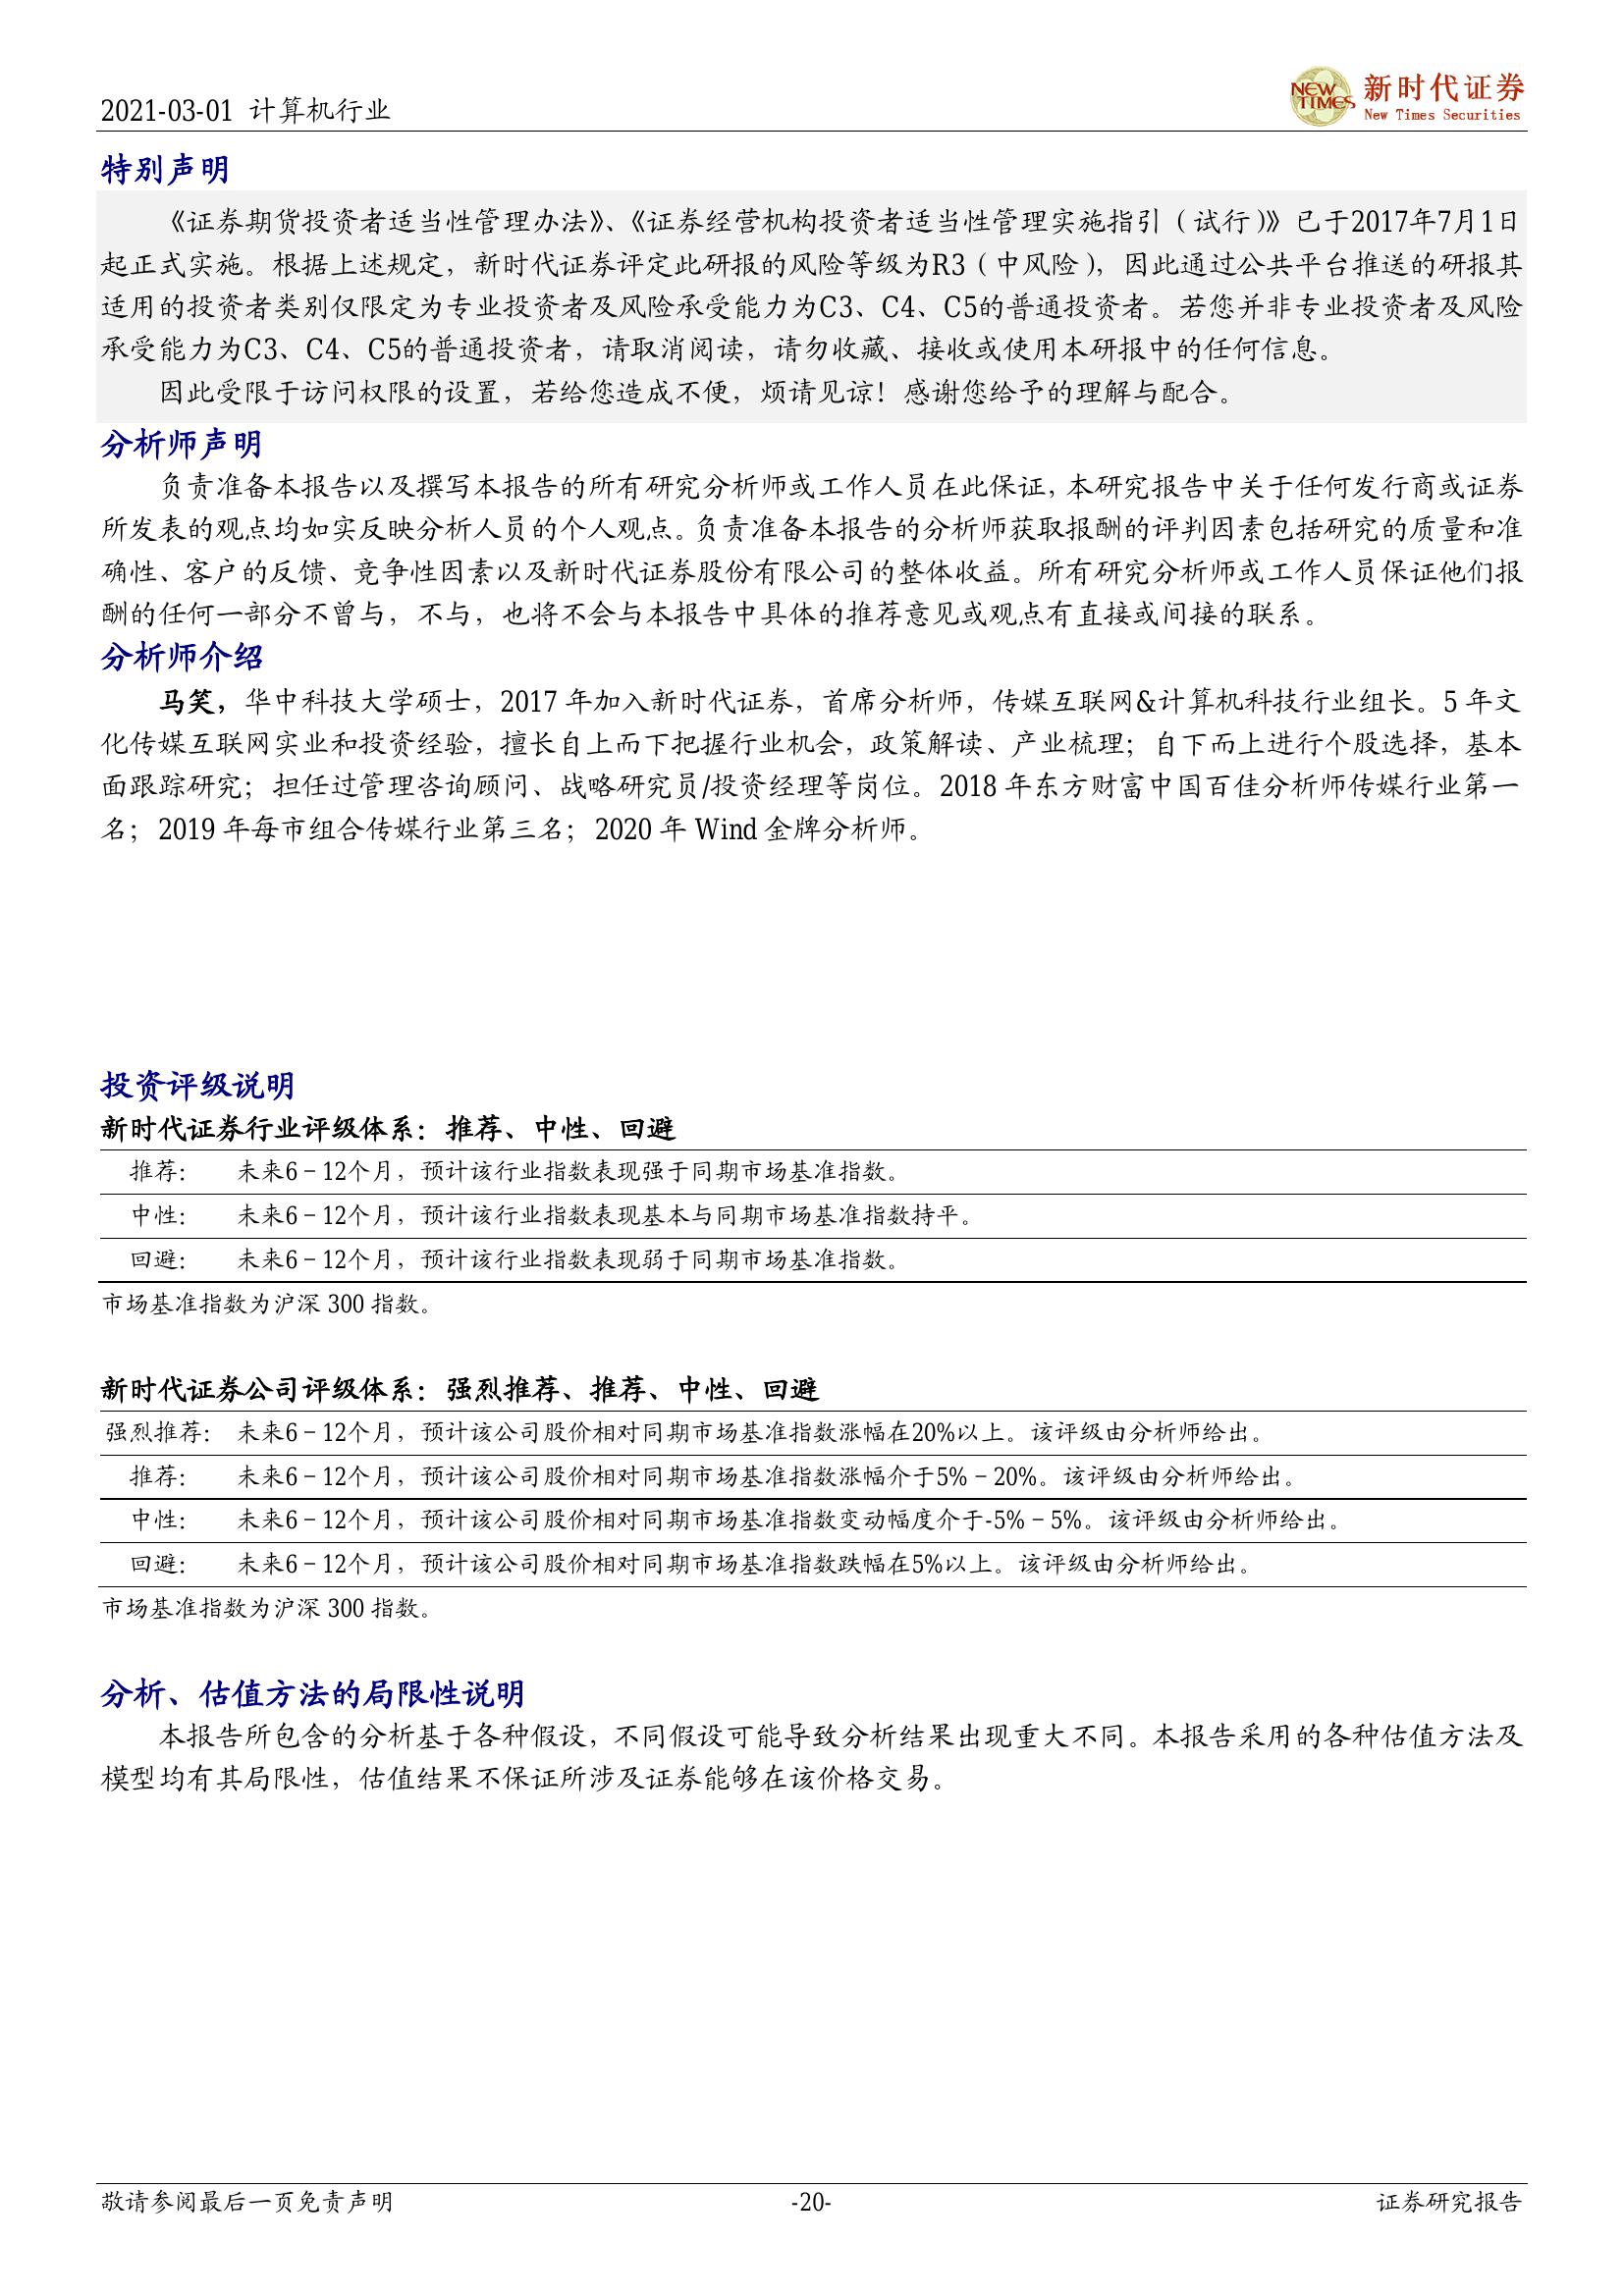 2021-03-01 计算机行业
NEW TIMES
新时代证券
New Times Securities
特别声明
《证券期货投资者适当性管理办法》、《证券经营机构投资者适当性管理实施指引（试行）》已于2017年7月1日
起正式实施。根据上述规定，新时代证券评定此研报的风险等级为R3（中风险），因此通过公共平台推送的研报其
适用的投资者类别仅限定为专业投资者及风险承受能力为C3、C4、C5的普通投资者。若您并非专业投资者及风险
承受能力为C3、C4、C5的普通投资者，请取消阅读，请勿收藏、接收或使用本研报中的任何信息。
因此受限于访问权限的设置，若给您造成不便，烦请见谅！感谢您给予的理解与配合。
分析师声明
负责准备本报告以及撰写本报告的所有研究分析师或工作人员在此保证，本研究报告中关于任何发行商或证券
所发表的观点均如实反映分析人员的个人观点。负责准备本报告的分析师获取报酬的评判因素包括研究的质量和准
确性、客户的反馈、竞争性因素以及新时代证券股份有限公司的整体收益。所有研究分析师或工作人员保证他们报
酬的任何一部分不曾与，不与，也将不会与本报告中具体的推荐意见或观点有直接或间接的联系。
分析师介绍
马笑，华中科技大学硕士，2017 年加入新时代证券，首席分析师，传媒互联网&计算机科技行业组长。5 年文
化传媒互联网实业和投资经验，擅长自上而下把握行业机会，政策解读、产业梳理；自下而上进行个股选择，基本
面跟踪研究；担任过管理咨询顾问、战略研究员/投资经理等岗位。2018 年东方财富中国百佳分析师传媒行业第一
名；2019 年每市组合传媒行业第三名；2020 年 Wind 金牌分析师。
投资评级说明
新时代证券行业评级体系：推荐、中性、回避
推荐： 未来6－12个月，预计该行业指数表现强于同期市场基准指数。
中性： 未来6－12个月，预计该行业指数表现基本与同期市场基准指数持平。
回避： 未来6－12个月，预计该行业指数表现弱于同期市场基准指数。
市场基准指数为沪深 300 指数。
新时代证券公司评级体系：强烈推荐、推荐、中性、回避
强烈推荐： 未来6－12个月，预计该公司股价相对同期市场基准指数涨幅在20%以上。该评级由分析师给出。
推荐： 未来6－12个月，预计该公司股价相对同期市场基准指数涨幅介于5%－20%。该评级由分析师给出。
中性： 未来6－12个月，预计该公司股价相对同期市场基准指数变动幅度介于-5%－5%。该评级由分析师给出。
回避： 未来6－12个月，预计该公司股价相对同期市场基准指数跌幅在5%以上。该评级由分析师给出。
市场基准指数为沪深 300 指数。
分析、估值方法的局限性说明
本报告所包含的分析基于各种假设，不同假设可能导致分析结果出现重大不同。本报告采用的各种估值方法及
模型均有其局限性，估值结果不保证所涉及证券能够在该价格交易。
敬请参阅最后一页免责声明 -20- 证券研究报告